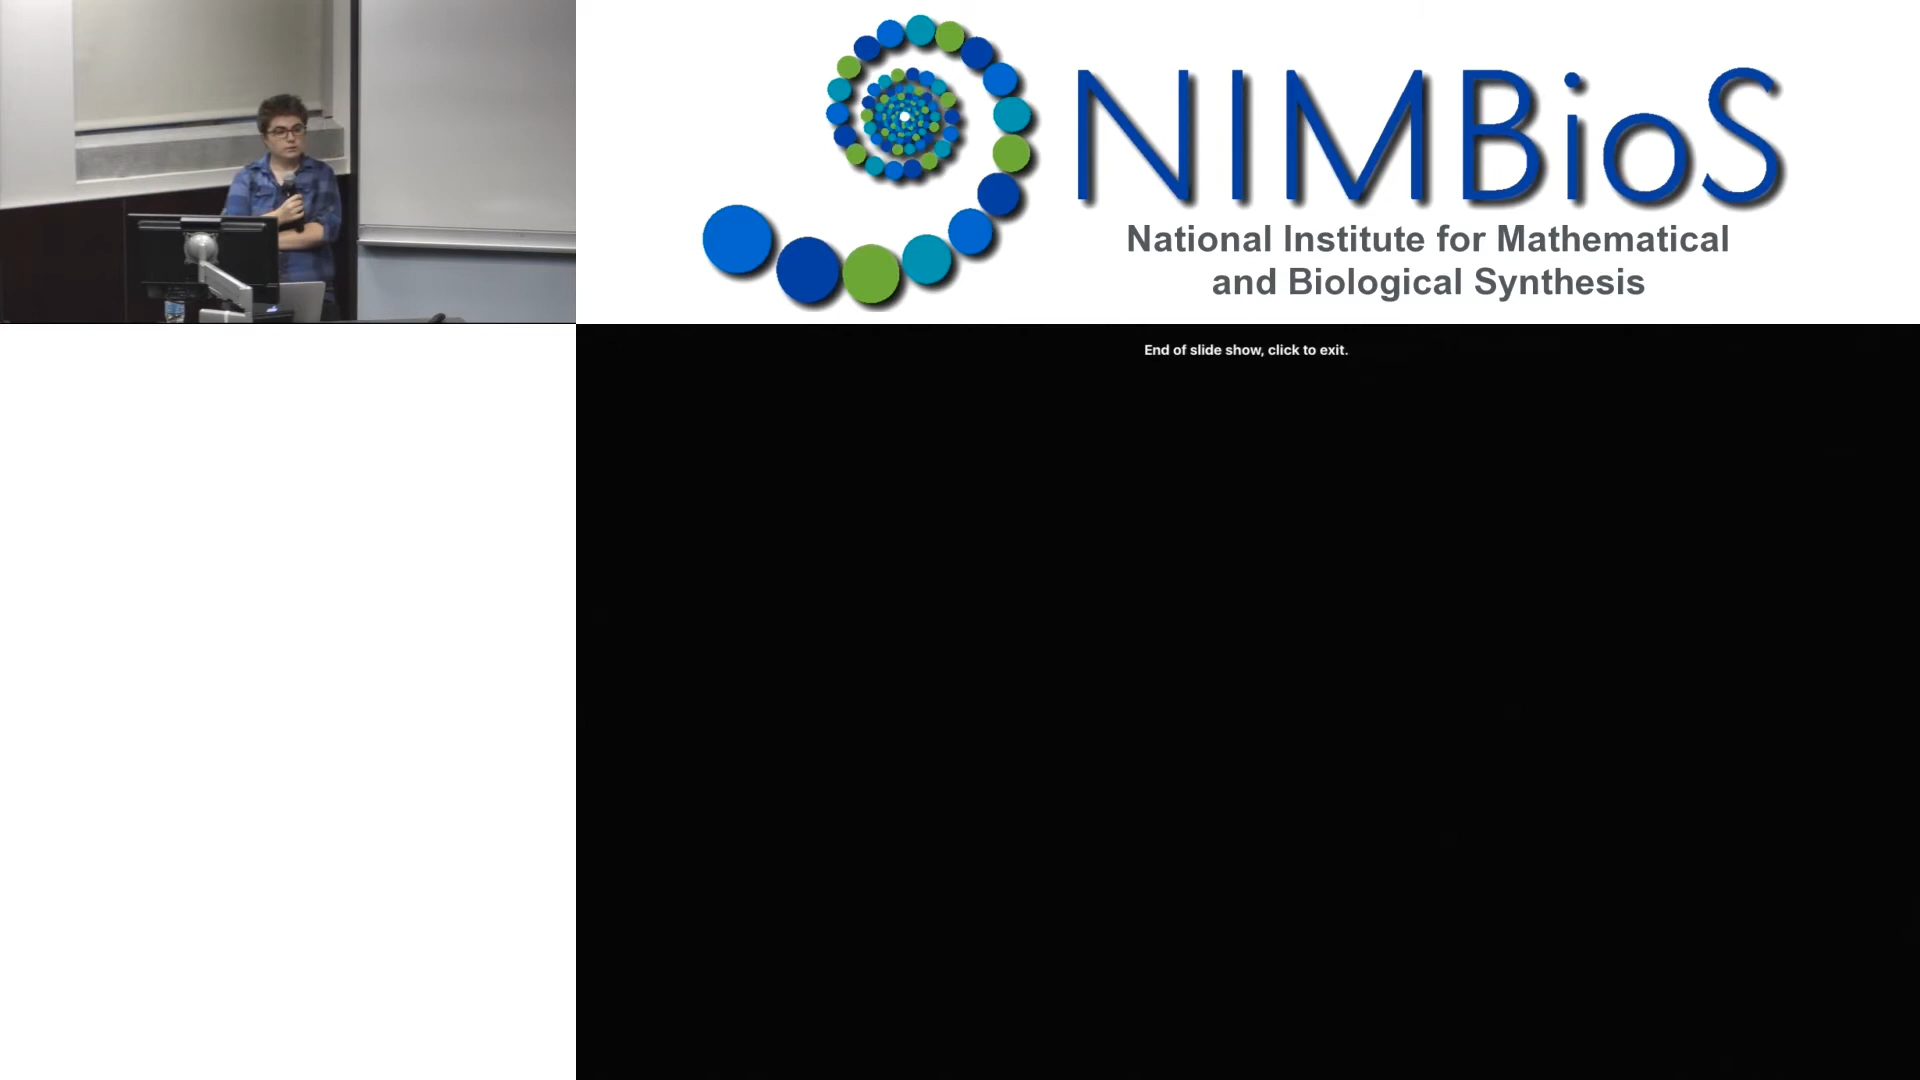 NIMBioS
National Institute for Mathematical
and Biological Synthesis
End of slide show, click to exit.